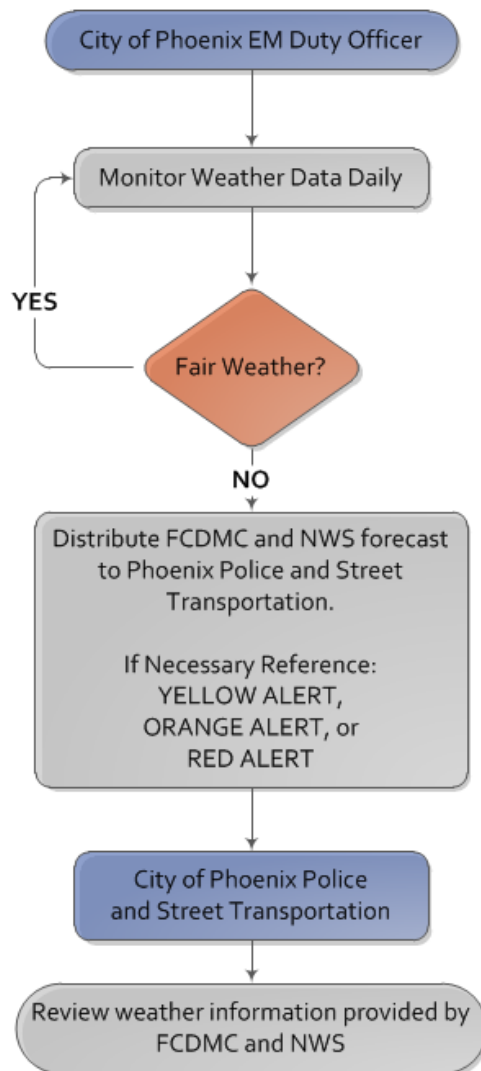 City of Phoenix EM Duty Officer
Monitor Weather Data Daily
YES
Fair Weather?
NO
Distribute FCDMC and NWS forecast
to Phoenix Police and Street
Transportation.
If Necessary Reference:
YELLOW ALERT,
ORANGE ALERT, or
RED ALERT
City of Phoenix Police
and Street Transportation
Review weather information provided by
FCDMC and NWS